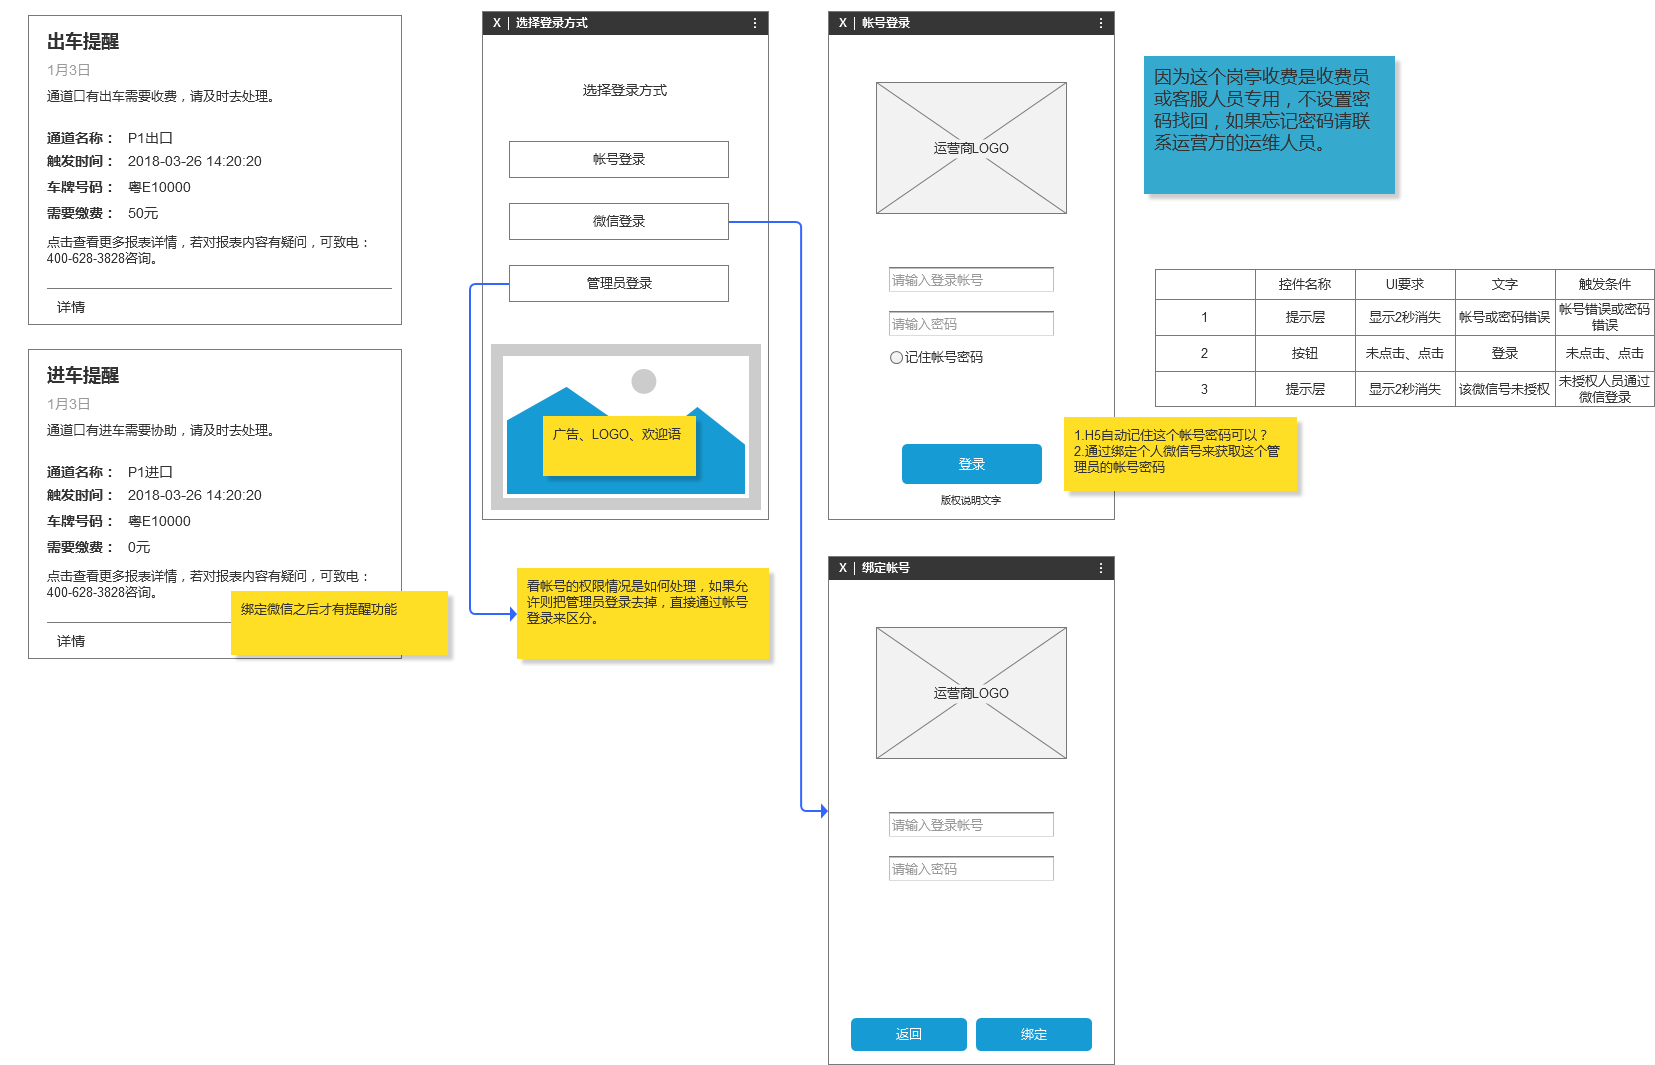 出车提醒
1月3日
通道口有出车需要收费，请及时去处理。
通道名称： P1出口
触发时间： 2018-03-26 14:20:20
车牌号码： 粤E10000
需要缴费： 50元
点击查看更多报表详情，若对报表内容有疑问，可致电：
400-628-3828咨询。
详情
进车提醒
1月3日
通道口有进车需要协助，请及时去处理。
通道名称： P1进口
触发时间： 2018-03-26 14:20:20
车牌号码： 粤E10000
需要缴费： 0元
点击查看更多报表详情，若对报表内容有疑问，可致电：
400-628-3828咨询。
绑定微信之后才有提醒功能
详情
X | 选择登录方式
选择登录方式
帐号登录
微信登录
管理员登录
广告、LOGO、欢迎语
看帐号的权限情况是如何处理，如果允
许则把管理员登录去掉，直接通过帐号
登录来区分。
X | 帐号登录
运营商LOGO
请输入登录帐号
请输入密码
记住帐号密码
登录
版权说明文字
1.H5自动记住这个帐号密码可以？
2.通过绑定个人微信号来获取这个管
理员的帐号密码
X | 绑定帐号
运营商LOGO
请输入登录帐号
请输入密码
返回 绑定
因为这个岗亭收费是收费员
或客服人员专用，不设置密
码找回，如果忘记密码请联
系运营方的运维人员。
控件名称 UI要求 文字 触发条件
1 提示层 显示2秒消失 帐号或密码错误 帐号错误或密码
错误
2 按钮 未点击、点击 登录 未点击、点击
3 提示层 显示2秒消失 该微信号未授权 未授权人员通过
微信登录